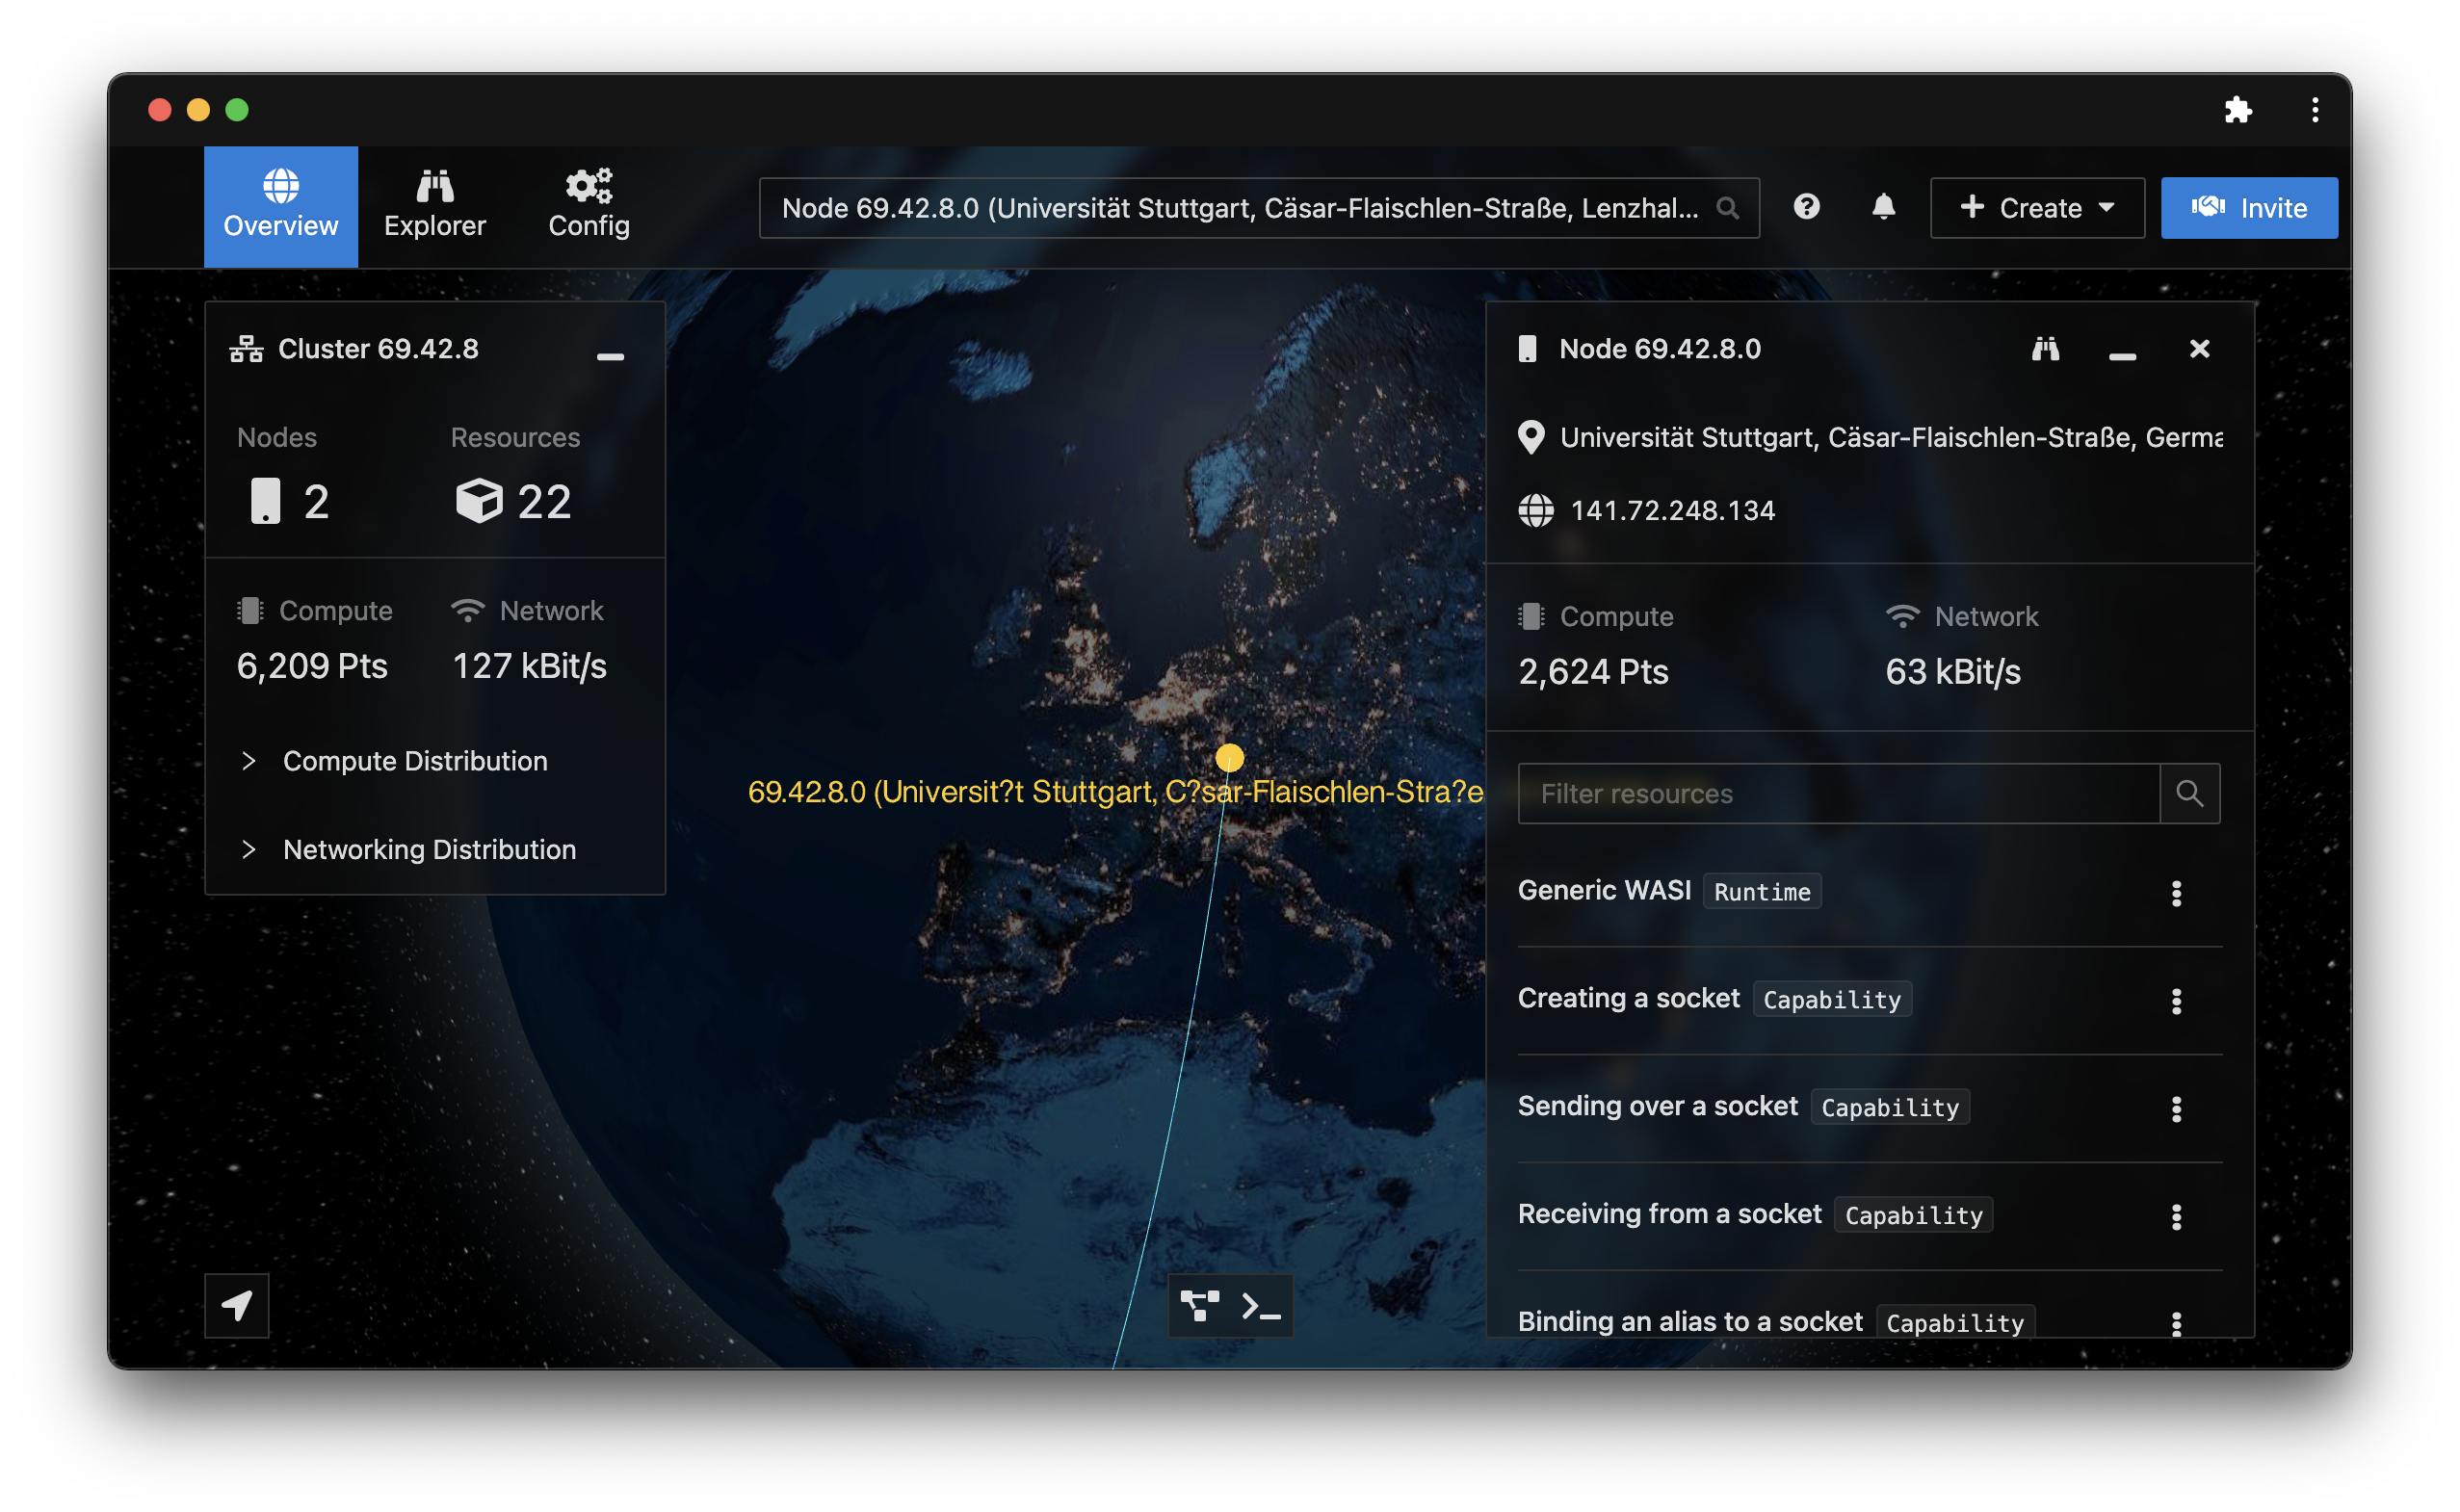 Overview
Explorer
Config
Node 69.42.8.0 (Universität Stuttgart, Cäsar-Flaischlen-Straße, Lenzhal...
Create
Invite
Cluster 69.42.8
Nodes
Resources
2
22
Compute
Network
6,209 Pts
127 kBit/s
Compute Distribution
Networking Distribution
69.42.8.0 (Universit?t Stuttgart, C?sar-Flaischlen-Stra?e
Node 69.42.8.0
Universität Stuttgart, Cäsar-Flaischlen-Straße, Germa
141.72.248.134
Compute
Network
2,624 Pts
63 kBit/s
Filter resources
Generic WASI Runtime
Creating a socket Capability
Sending over a socket Capability
Receiving from a socket Capability
Binding an alias to a socket Capability